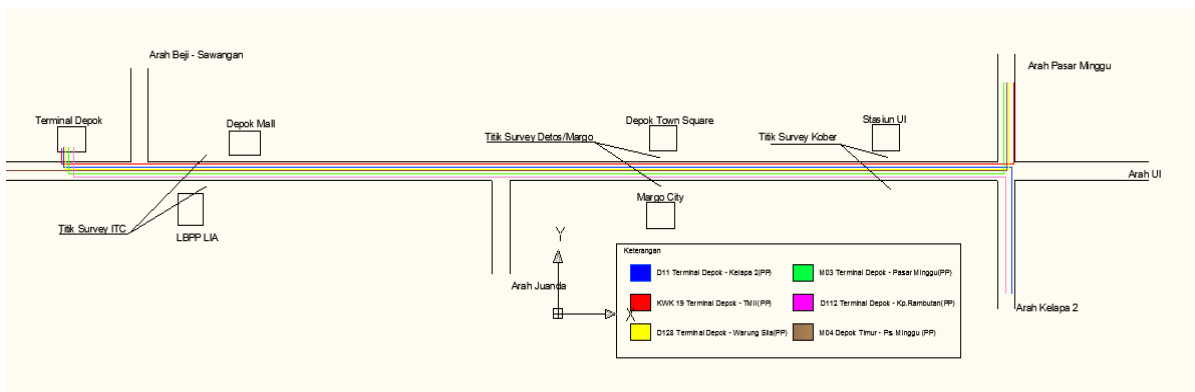 Arah Beji - Sawangan
Arah Pasar Minggu
Terminal Depok
Depok Mall
Depok Town Square
Stasiun UI
Titik Survey Detos/Margo
Titik Survey Kober
Arah UI
Margo City
Titik Survey ITC
LBPP LIA
Y
X
Arah Juanda
Arah Kelapa 2
Keterangan
D11 Terminal Depok - Kelapa 2(PP)
M03 Terminal Depok - Pasar Minggu(PP)
KWK 19 Terminal Depok - TMII(PP)
D112 Terminal Depok - Kp.Rambutan(PP)
D128 Terminal Depok - Warung Sila(PP)
M04 Depok Timur - Ps. Minggu (PP)